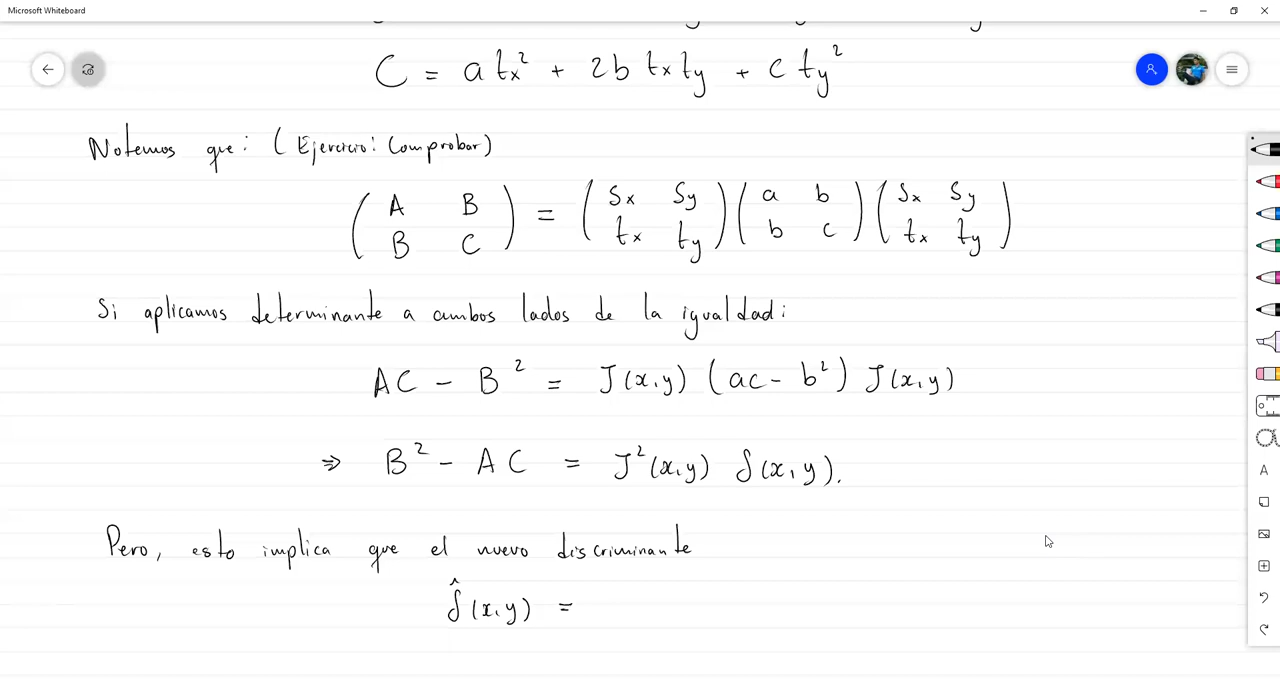 Microsoft Whiteboard
C = a tx² + 2b tx ty + c ty²
Notemos que: (Ejercicio: Comprobar)
( A B ) = ( Sx Sy ) ( a b ) ( Sx Sy )
( B C ) ( tx ty ) ( b c ) ( tx ty )
Si aplicamos determinante a ambos lados de la igualdad:
AC - B² = J(x,y) (ac - b²) J(x,y)
⇒ B² - AC = J²(x,y) δ(x,y).
Pero, esto implica que el nuevo discriminante
δ̂(x,y) =
A